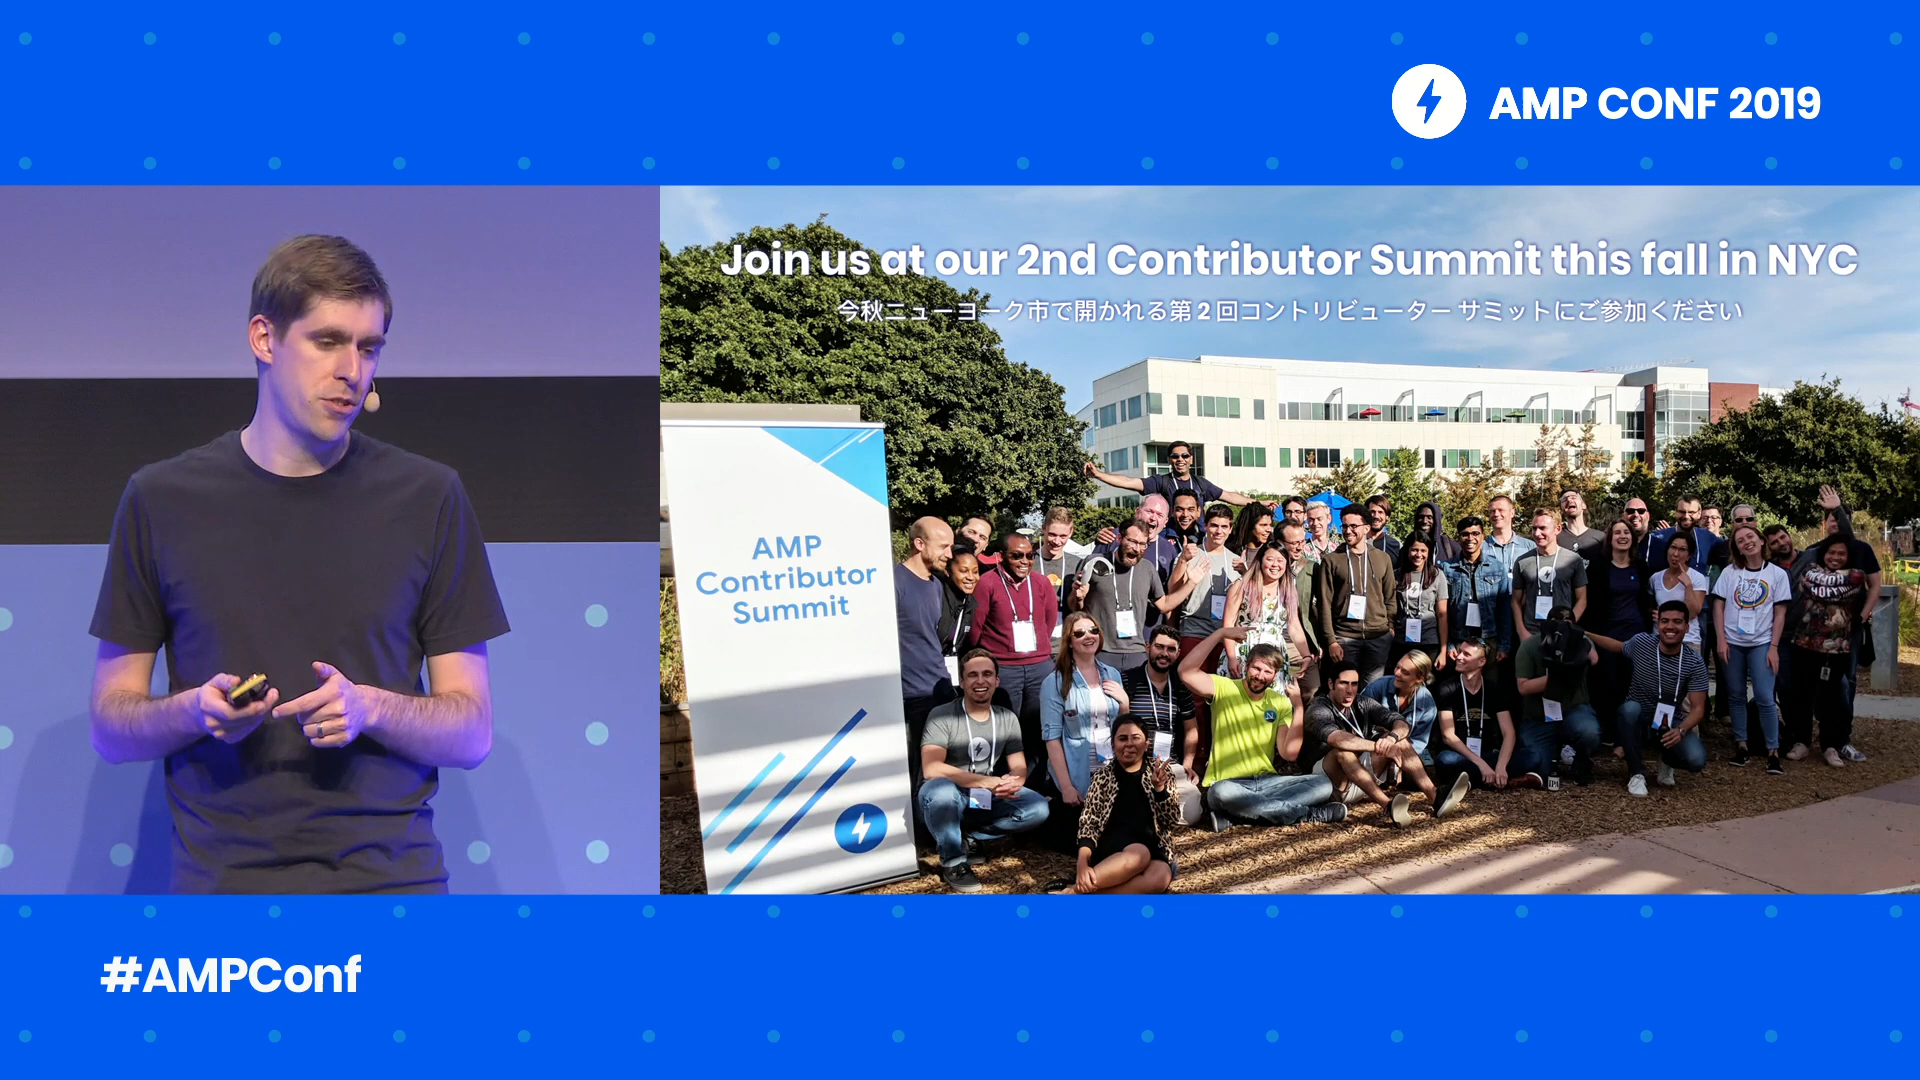 AMP CONF 2019
Join us at our 2nd Contributor Summit this fall in NYC
今秋ニューヨーク市で開かれる第2回コントリビューター サミットにご参加ください
AMP
Contributor
Summit
#AMPConf